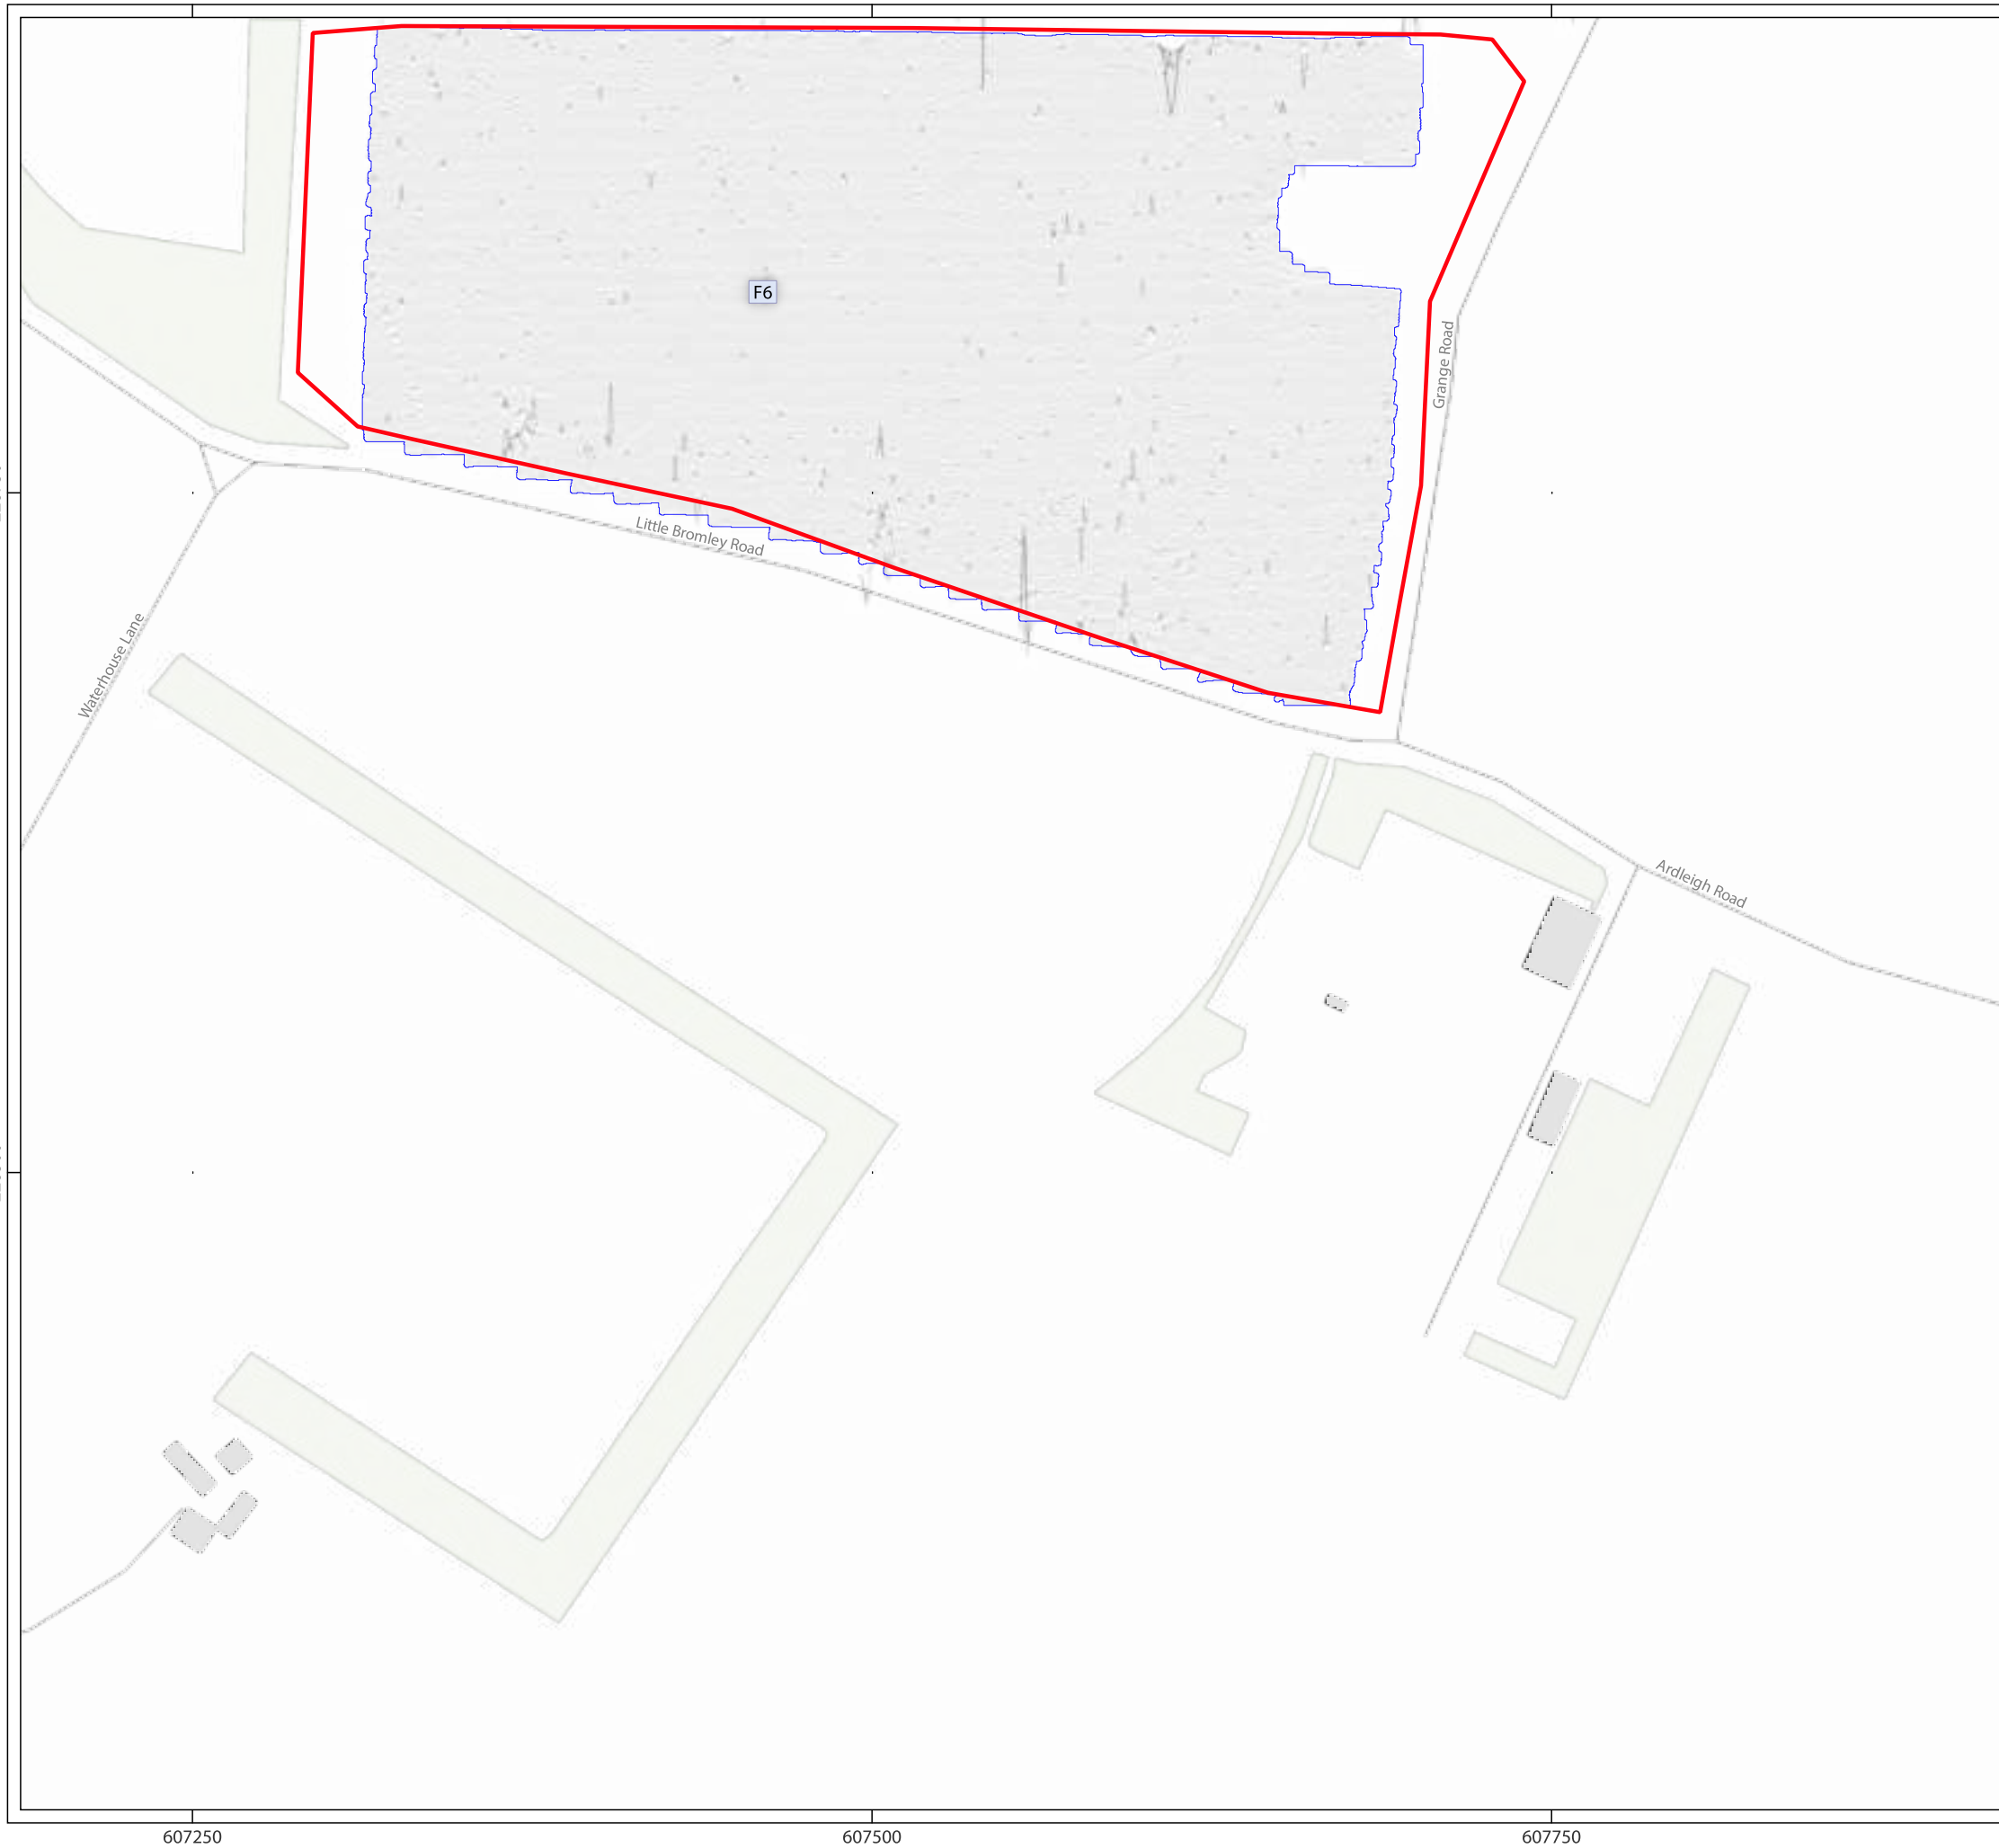 F6
Grange Road
Little Bromley Road
Waterhouse Lane
Ardleigh Road
607250
607500
607750